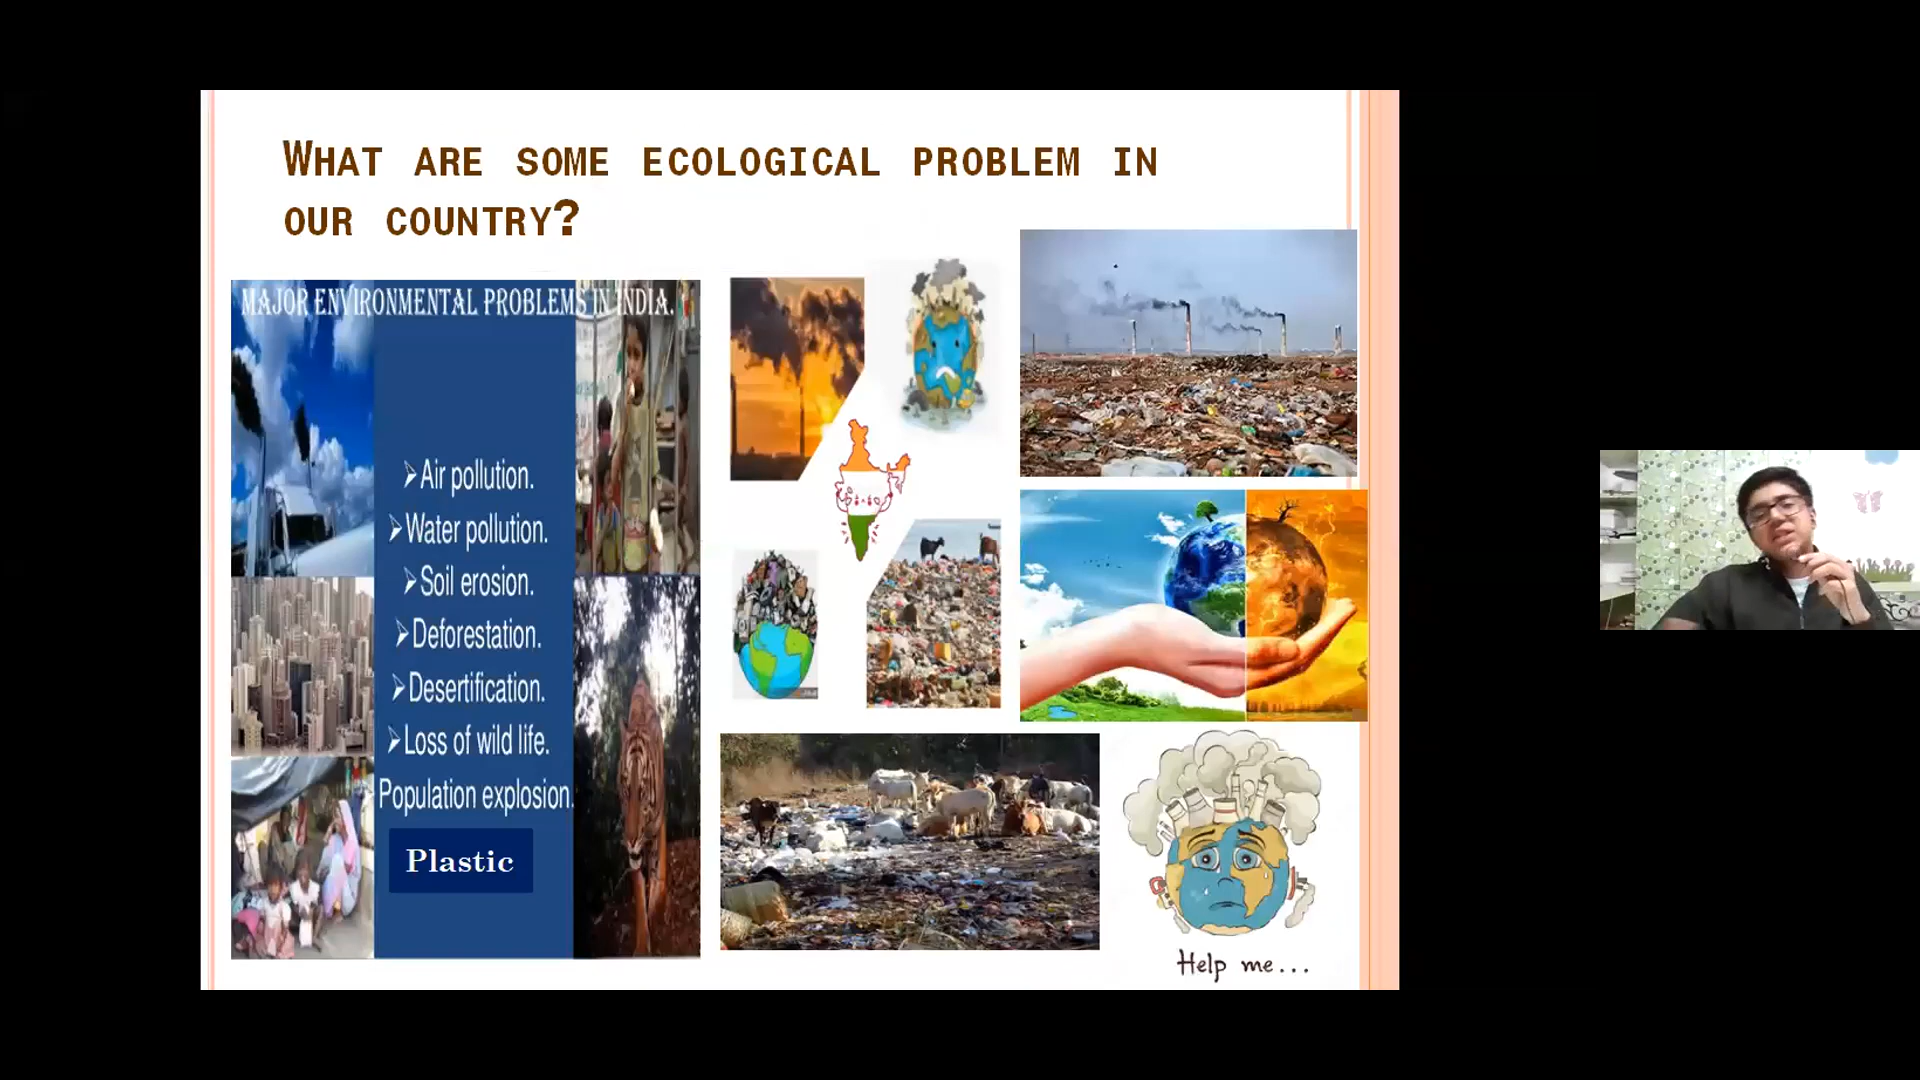 WHAT ARE SOME ECOLOGICAL PROBLEM IN
OUR COUNTRY?
MAJOR ENVIRONMENTAL PROBLEMS IN INDIA.
➢Air pollution.
➢Water pollution.
➢Soil erosion.
➢Deforestation.
➢Desertification.
➢Loss of wild life.
Population explosion.
Plastic
Help me...